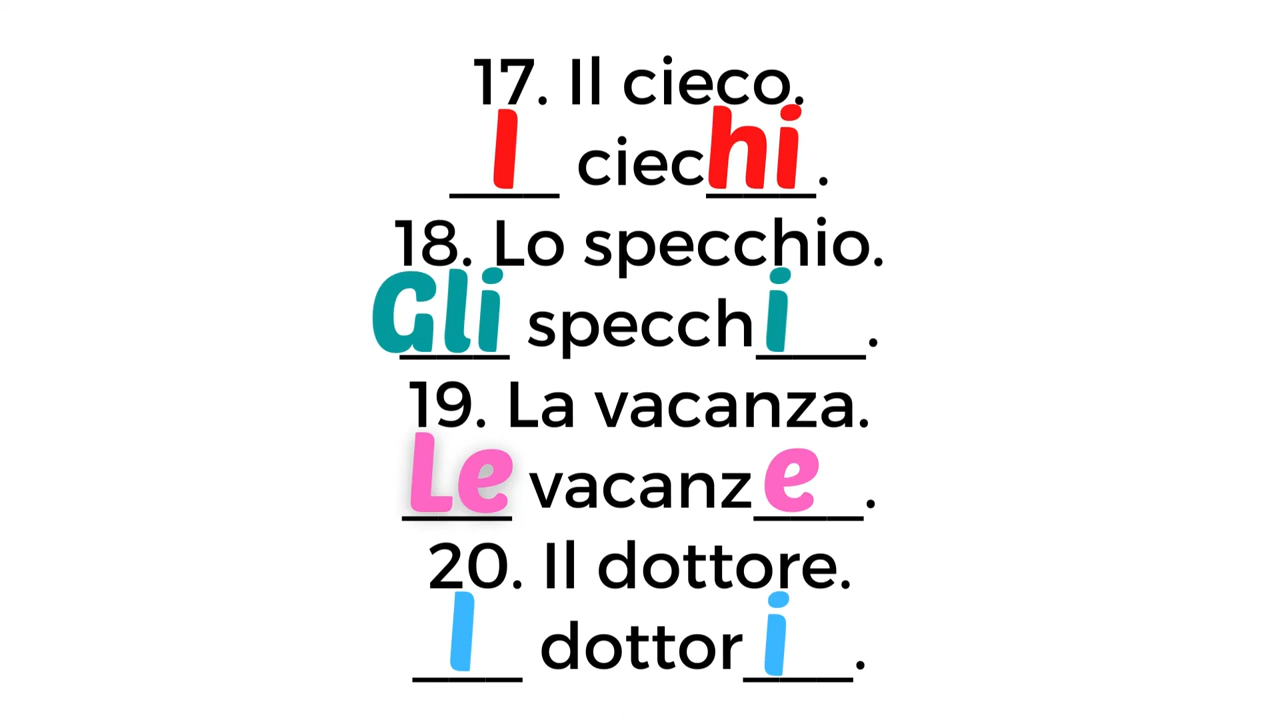 17. Il cieco.
I ciechi.
18. Lo specchio.
Gli specchi.
19. La vacanza.
Le vacanze.
20. Il dottore.
I dottori.